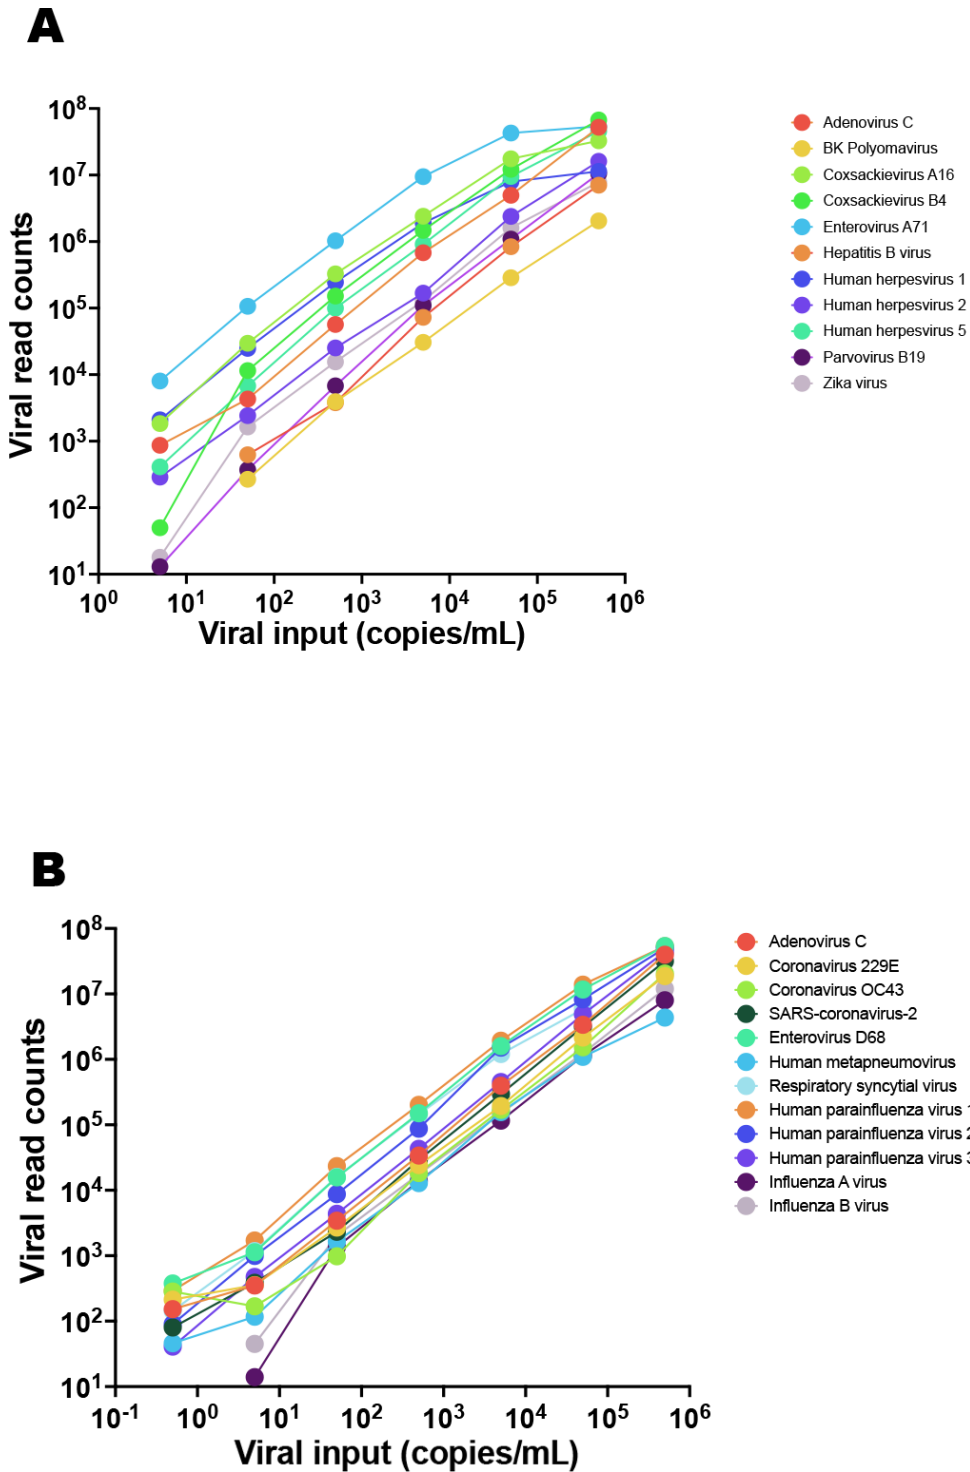 A
10⁸
10⁷
10⁶
10⁵
10⁴
10³
10²
10¹
Viral read counts
10⁰ 10¹ 10² 10³ 10⁴ 10⁵ 10⁶
Viral input (copies/mL)
Adenovirus C
BK Polyomavirus
Coxsackievirus A16
Coxsackievirus B4
Enterovirus A71
Hepatitis B virus
Human herpesvirus 1
Human herpesvirus 2
Human herpesvirus 5
Parvovirus B19
Zika virus
B
10⁸
10⁷
10⁶
10⁵
10⁴
10³
10²
10¹
Viral read counts
10⁻¹ 10⁰ 10¹ 10² 10³ 10⁴ 10⁵ 10⁶
Viral input (copies/mL)
Adenovirus C
Coronavirus 229E
Coronavirus OC43
SARS-coronavirus-2
Enterovirus D68
Human metapneumovirus
Respiratory syncytial virus
Human parainfluenza virus 1
Human parainfluenza virus 2
Human parainfluenza virus 3
Influenza A virus
Influenza B virus